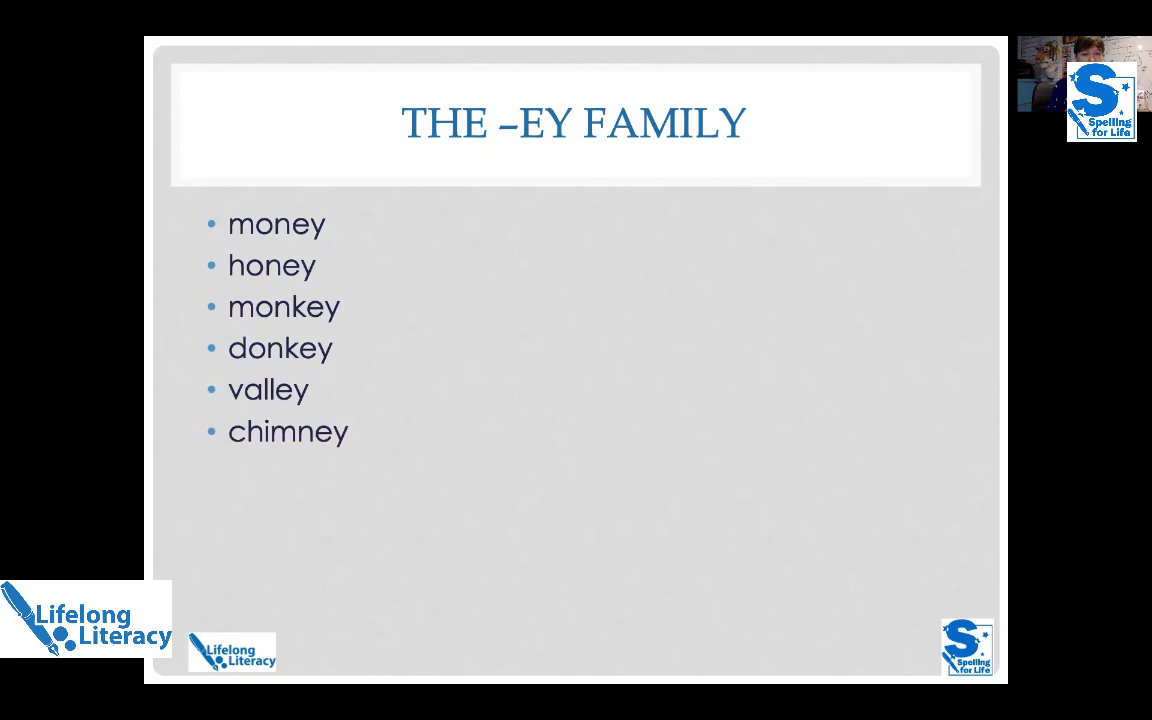 THE –EY FAMILY
• money
• honey
• monkey
• donkey
• valley
• chimney
S
Spelling
for Life
Lifelong
Literacy
Lifelong
Literacy
S
Spelling
for Life